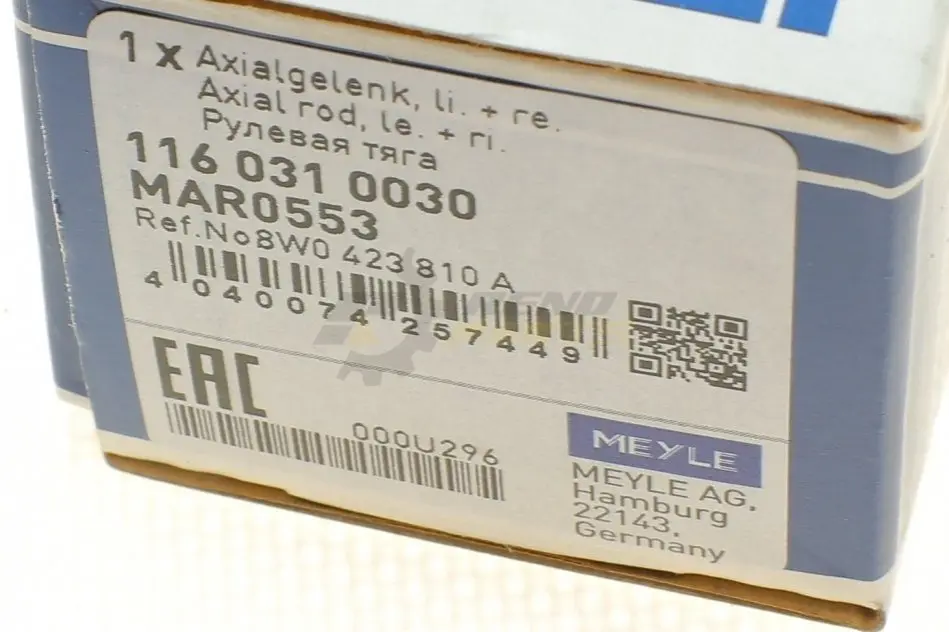 1 x Axialgelenk, li. + re.
Axial rod, le. + ri.
Рулевая тяга
116 031 0030
MAR0553
Ref.No8W0 423 810 A
4 040074 257449
EAC
000U296
MEYLE
MEYLE AG,
Hamburg
22143,
Germany